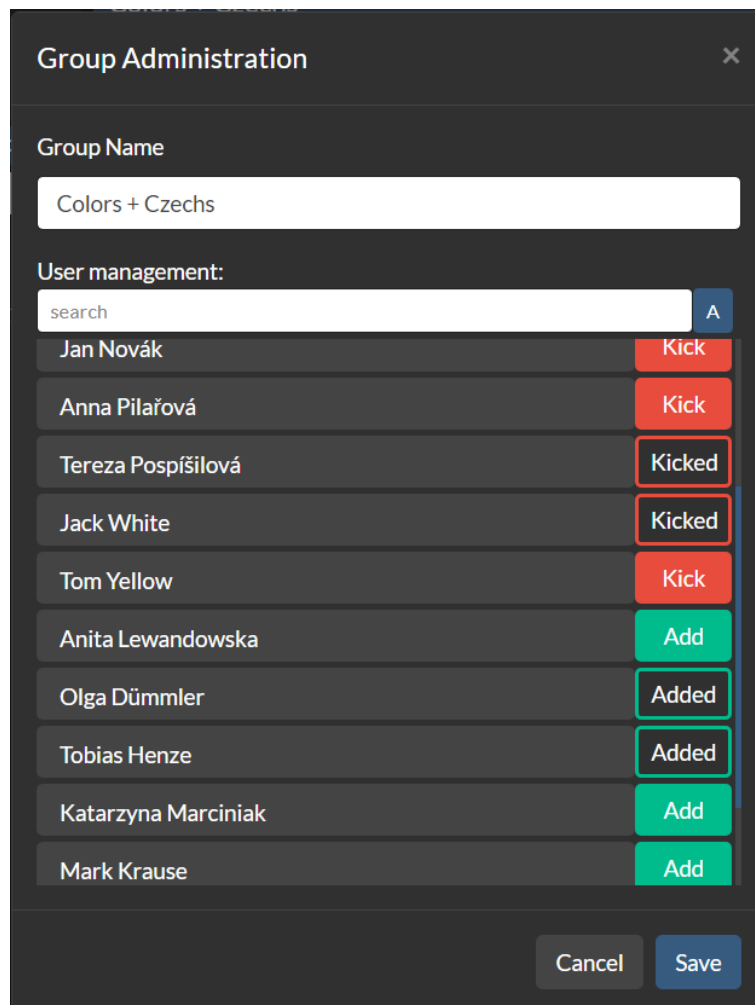 Group Administration ×
Group Name
Colors + Czechs
User management:
search A
Jan Novák Kick
Anna Pilařová Kick
Tereza Pospíšilová Kicked
Jack White Kicked
Tom Yellow Kick
Anita Lewandowska Add
Olga Dümmler Added
Tobias Henze Added
Katarzyna Marciniak Add
Mark Krause Add
Cancel Save